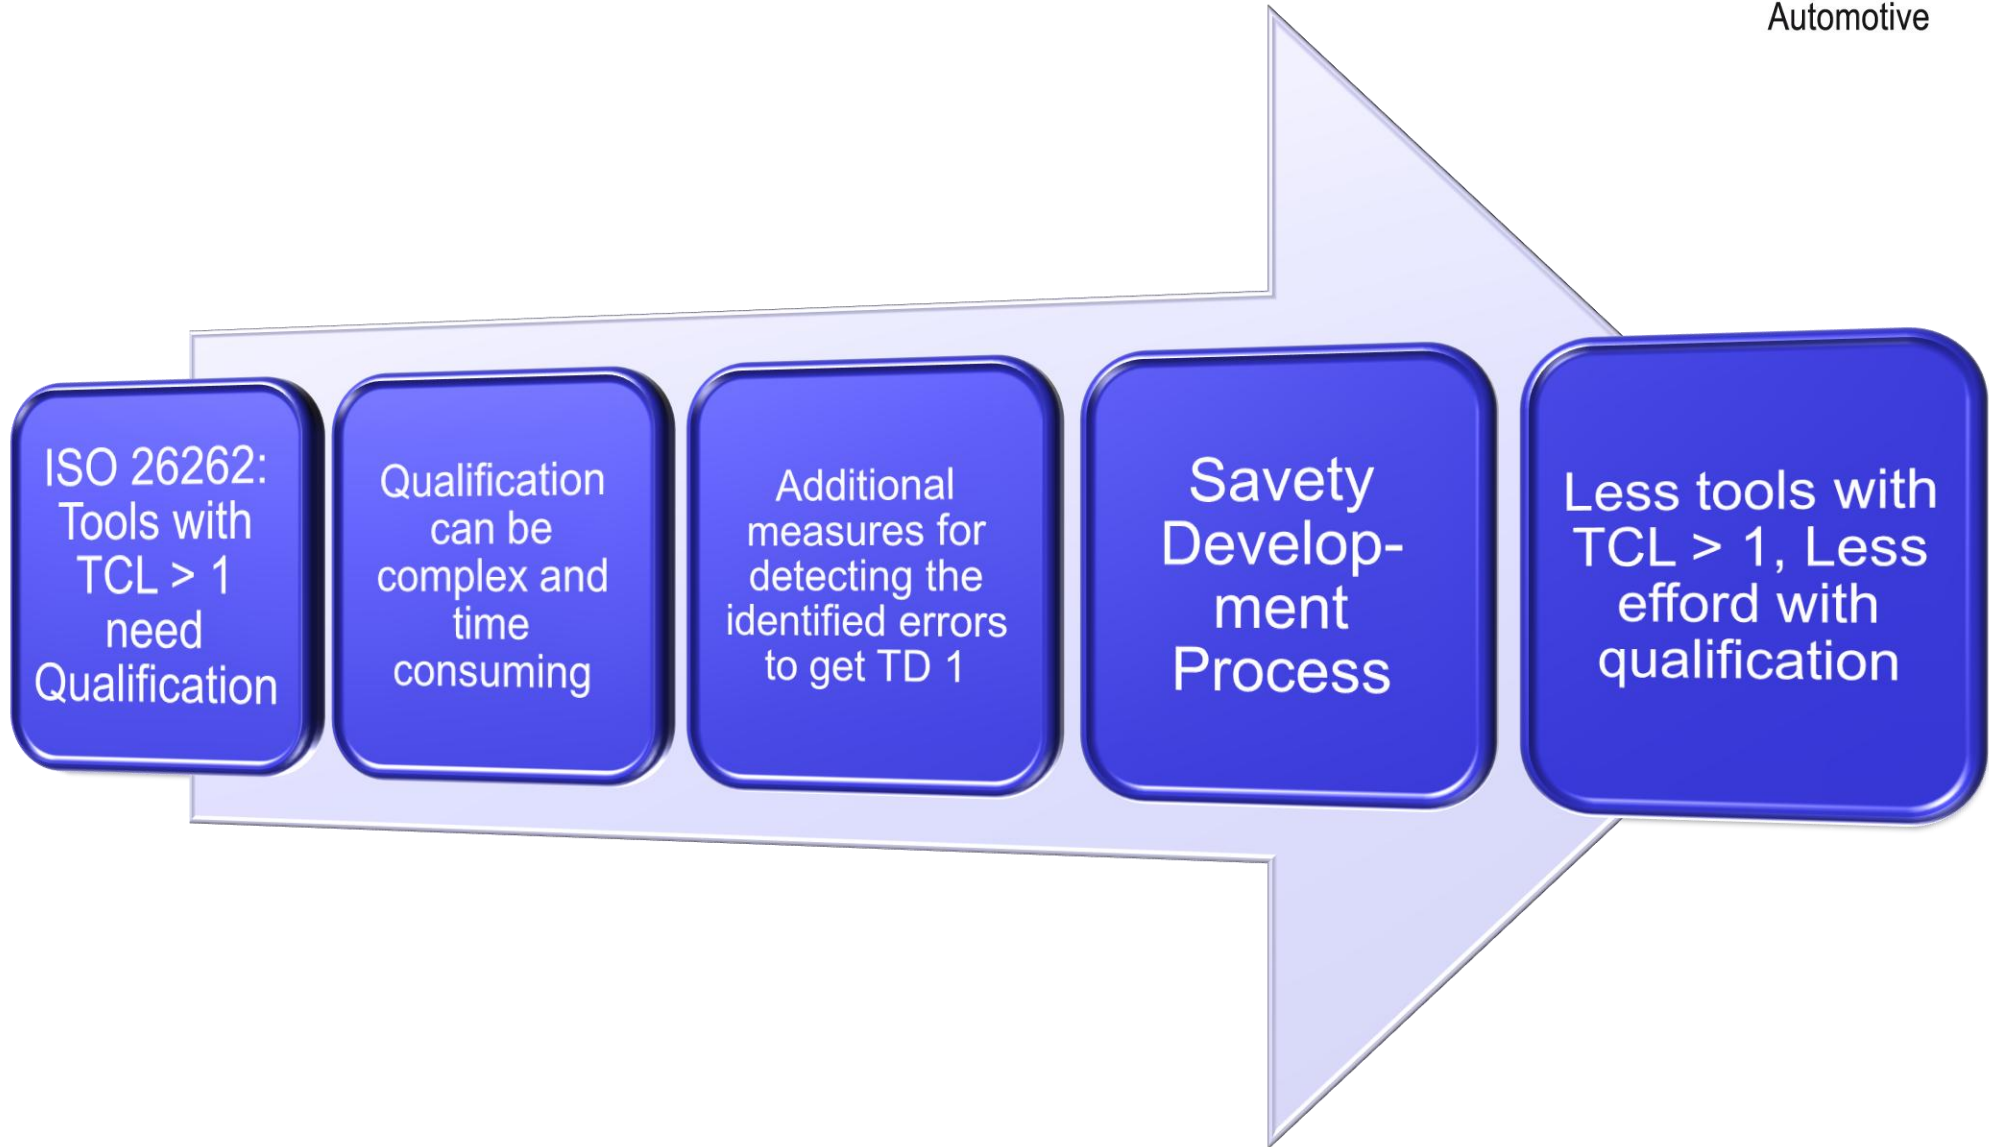 Automotive
ISO 26262:
Tools with
TCL > 1
need
Qualification
Qualification
can be
complex and
time
consuming
Additional
measures for
detecting the
identified errors
to get TD 1
Savety
Develop-
ment
Process
Less tools with
TCL > 1, Less
efford with
qualification